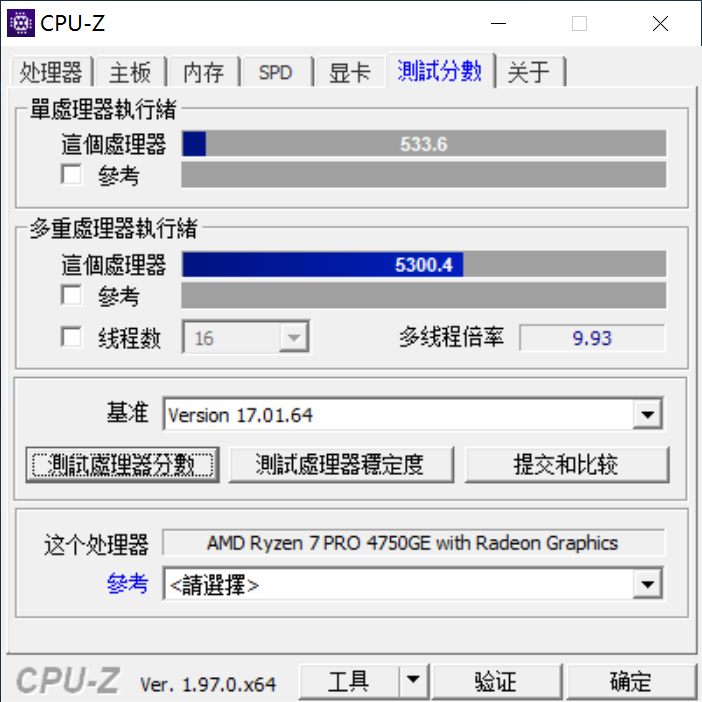 CPU-Z
处理器 主板 内存 SPD 显卡 測試分數 关于
單處理器執行緒
這個處理器 533.6
參考
多重處理器執行緒
這個處理器 5300.4
參考
线程数 16 多线程倍率 9.93
基准 Version 17.01.64
測試處理器分數 測試處理器穩定度 提交和比较
这个处理器 AMD Ryzen 7 PRO 4750GE with Radeon Graphics
參考 <請選擇>
CPU-Z Ver. 1.97.0.x64 工具 验证 确定